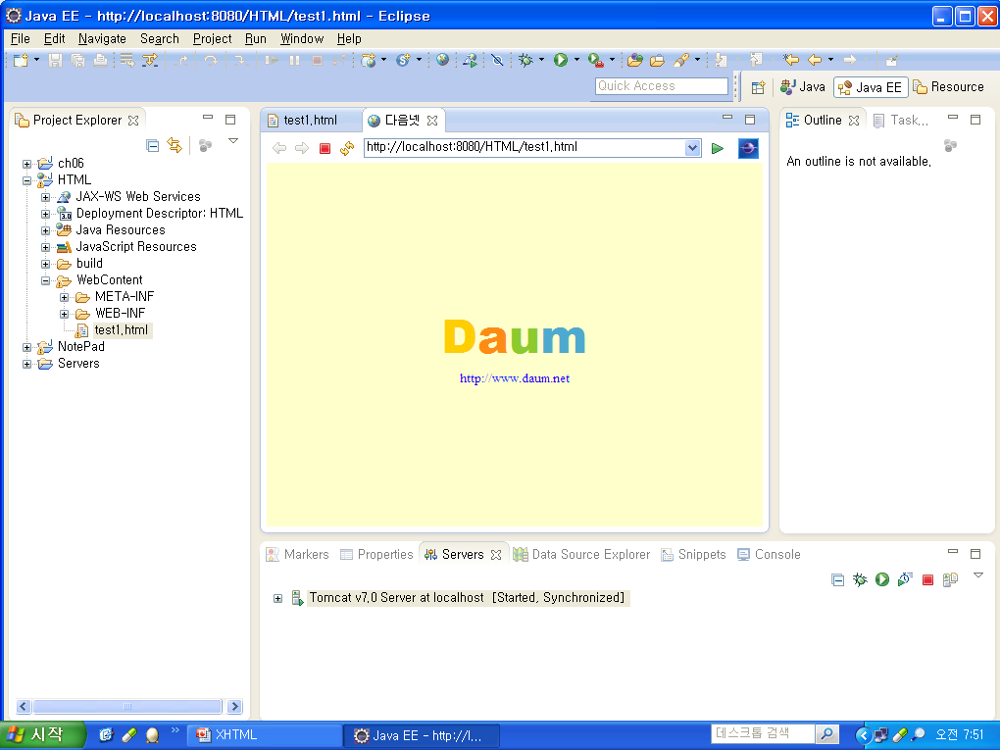 Java EE - http://localhost:8080/HTML/test1.html - Eclipse
File Edit Navigate Search Project Run Window Help
Quick Access
Java
Java EE
Resource
Project Explorer
ch06
HTML
JAX-WS Web Services
Deployment Descriptor: HTML
Java Resources
JavaScript Resources
build
WebContent
META-INF
WEB-INF
test1.html
NotePad
Servers
test1.html
다음넷
http://localhost:8080/HTML/test1.html
Daum
http://www.daum.net
Outline
Task...
An outline is not available.
Markers
Properties
Servers
Data Source Explorer
Snippets
Console
Tomcat v7.0 Server at localhost [Started, Synchronized]
시작
XHTML
Java EE - http://l...
데스크톱 검색
오전 7:51